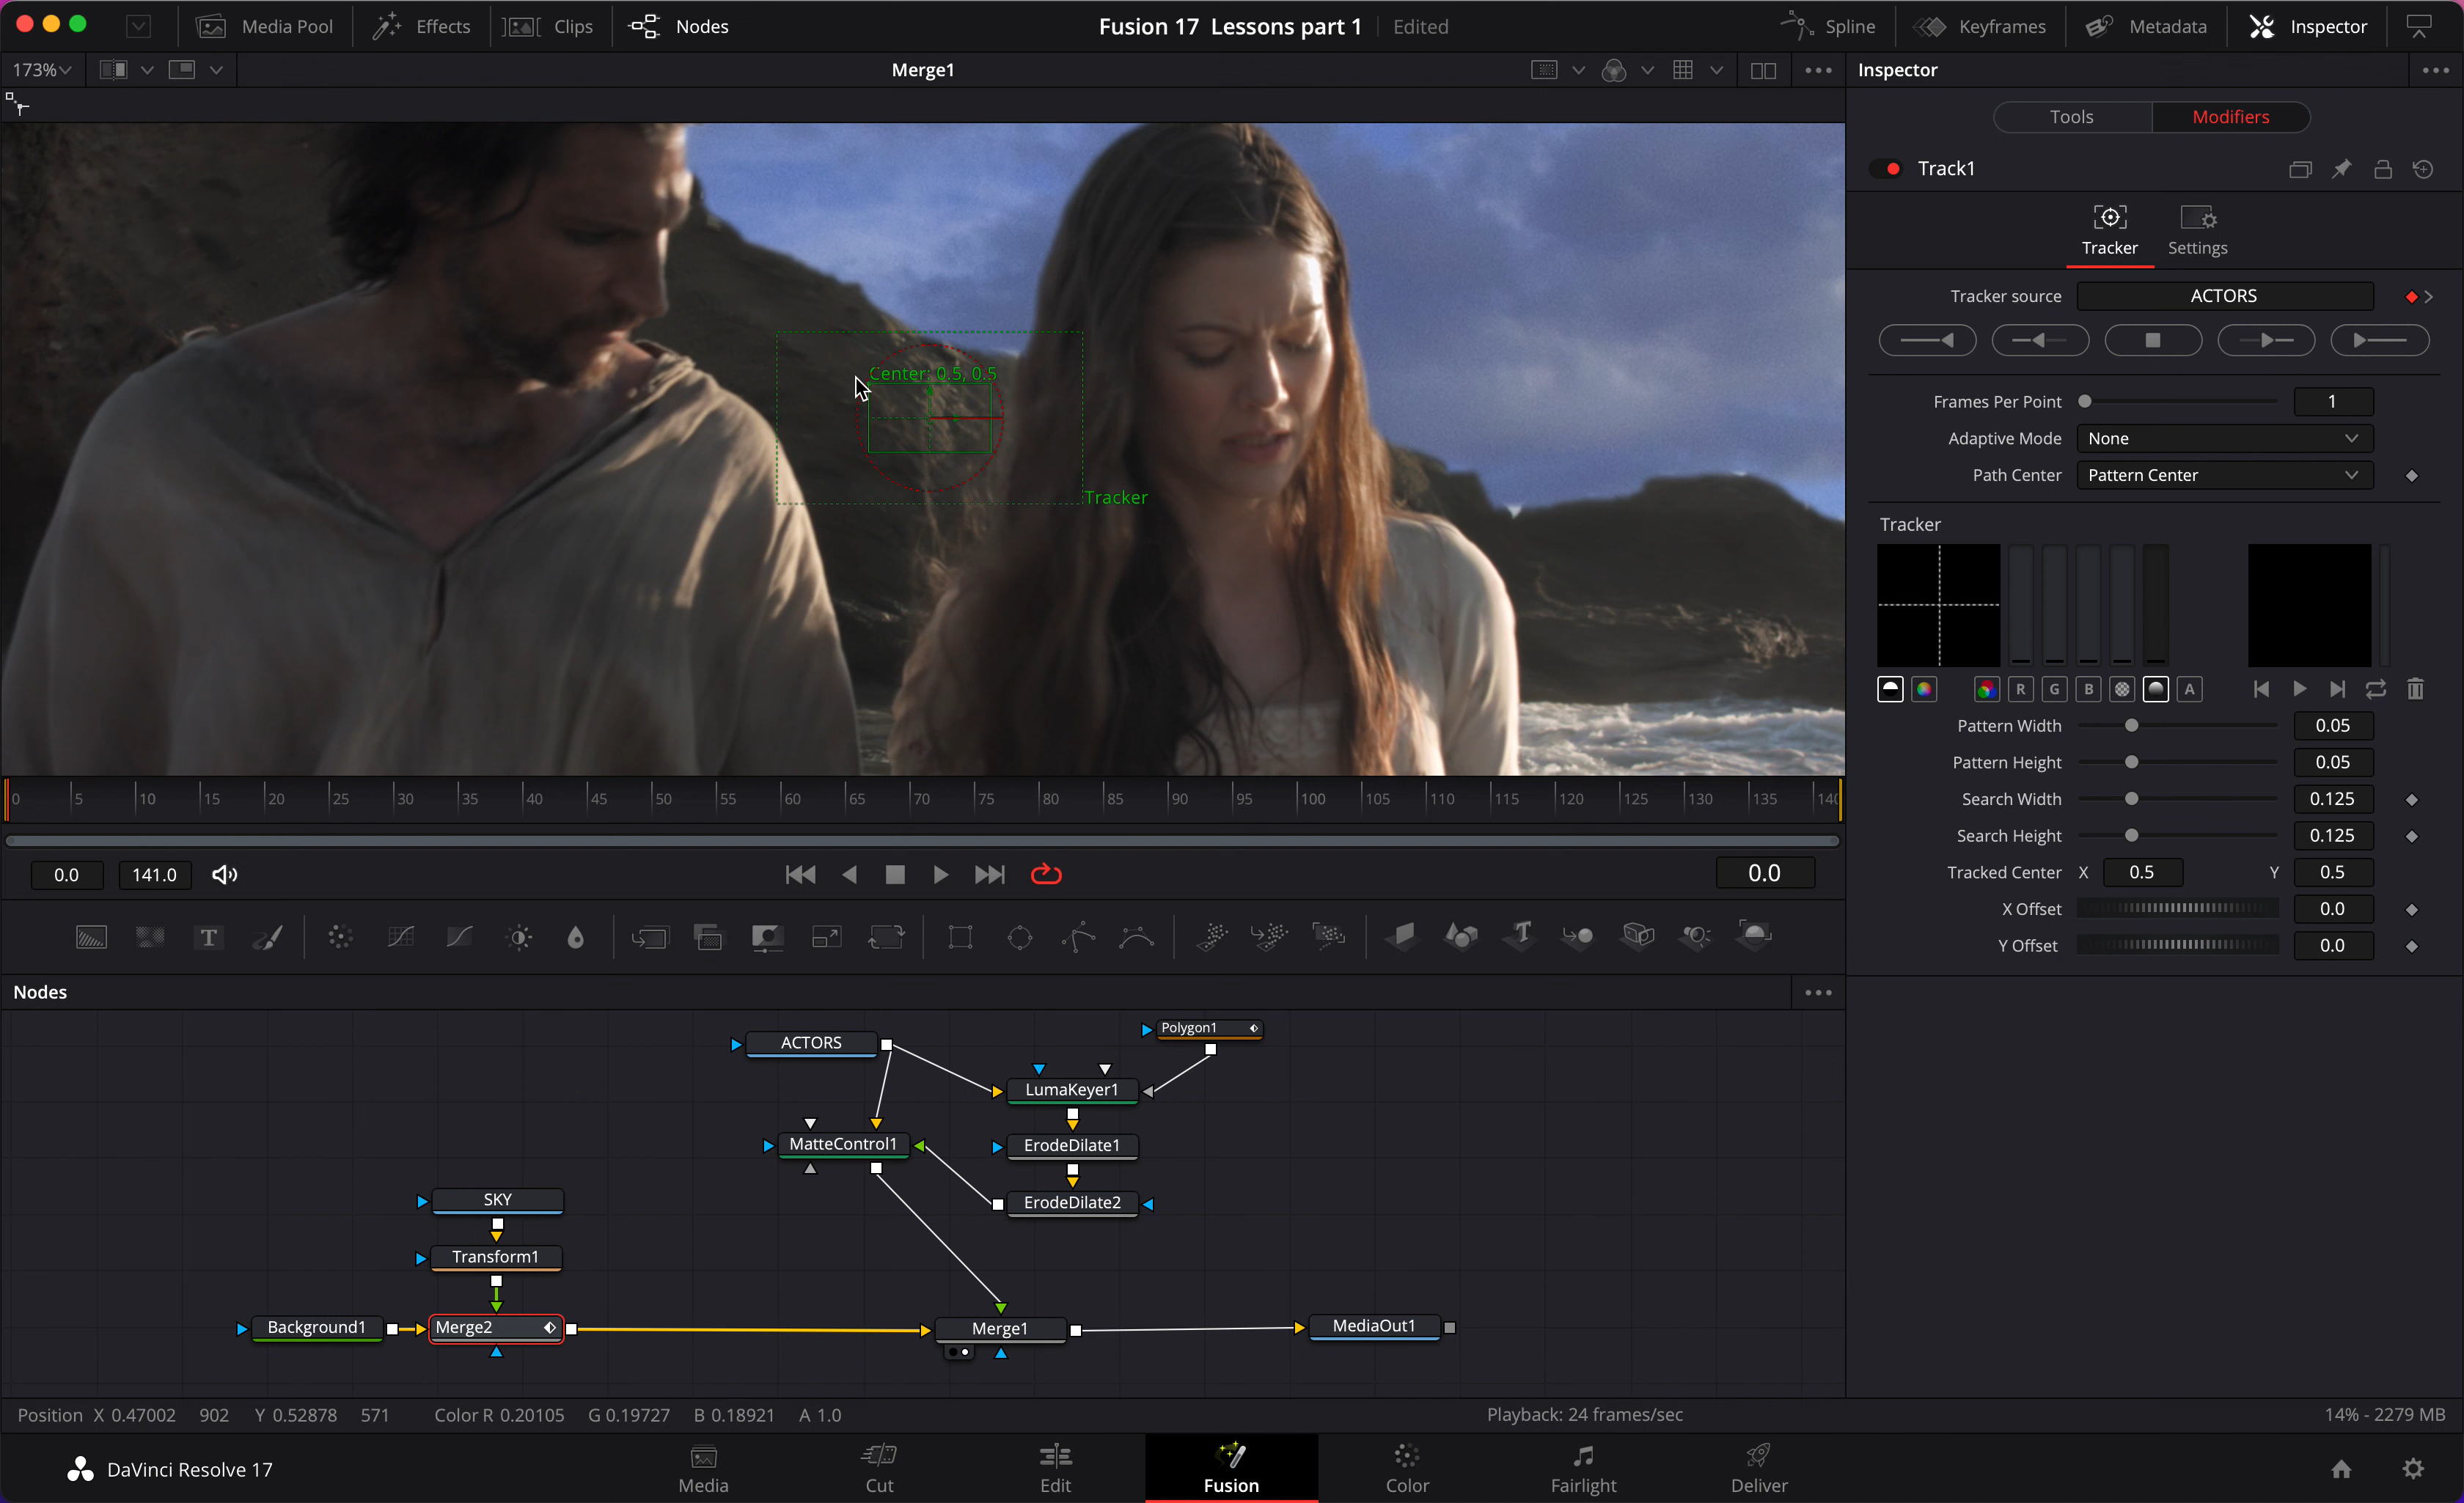 Media Pool Effects Clips Nodes Fusion 17 Lessons part 1 Edited Spline Keyframes Metadata Inspector
173% Merge1 Inspector
Tools Modifiers
Track1
Tracker Settings
Tracker source ACTORS
Center: 0.5, 0.5
Frames Per Point 1
Adaptive Mode None
Path Center Pattern Center
Tracker
Tracker
R G B A
Pattern Width 0.05
Pattern Height 0.05
Search Width 0.125
Search Height 0.125
Tracked Center X 0.5 Y 0.5
X Offset 0.0
Y Offset 0.0
0 5 10 15 20 25 30 35 40 45 50 55 60 65 70 75 80 85 90 95 100 105 110 115 120 125 130 135 140
0.0 141.0 0.0
T
Nodes
Polygon1
ACTORS
LumaKeyer1
MatteControl1 ErodeDilate1
SKY ErodeDilate2
Transform1
Background1 Merge2 Merge1 MediaOut1
Position X 0.47002 902 Y 0.52878 571 Color R 0.20105 G 0.19727 B 0.18921 A 1.0 Playback: 24 frames/sec 14% - 2279 MB
DaVinci Resolve 17 Media Cut Edit Fusion Color Fairlight Deliver